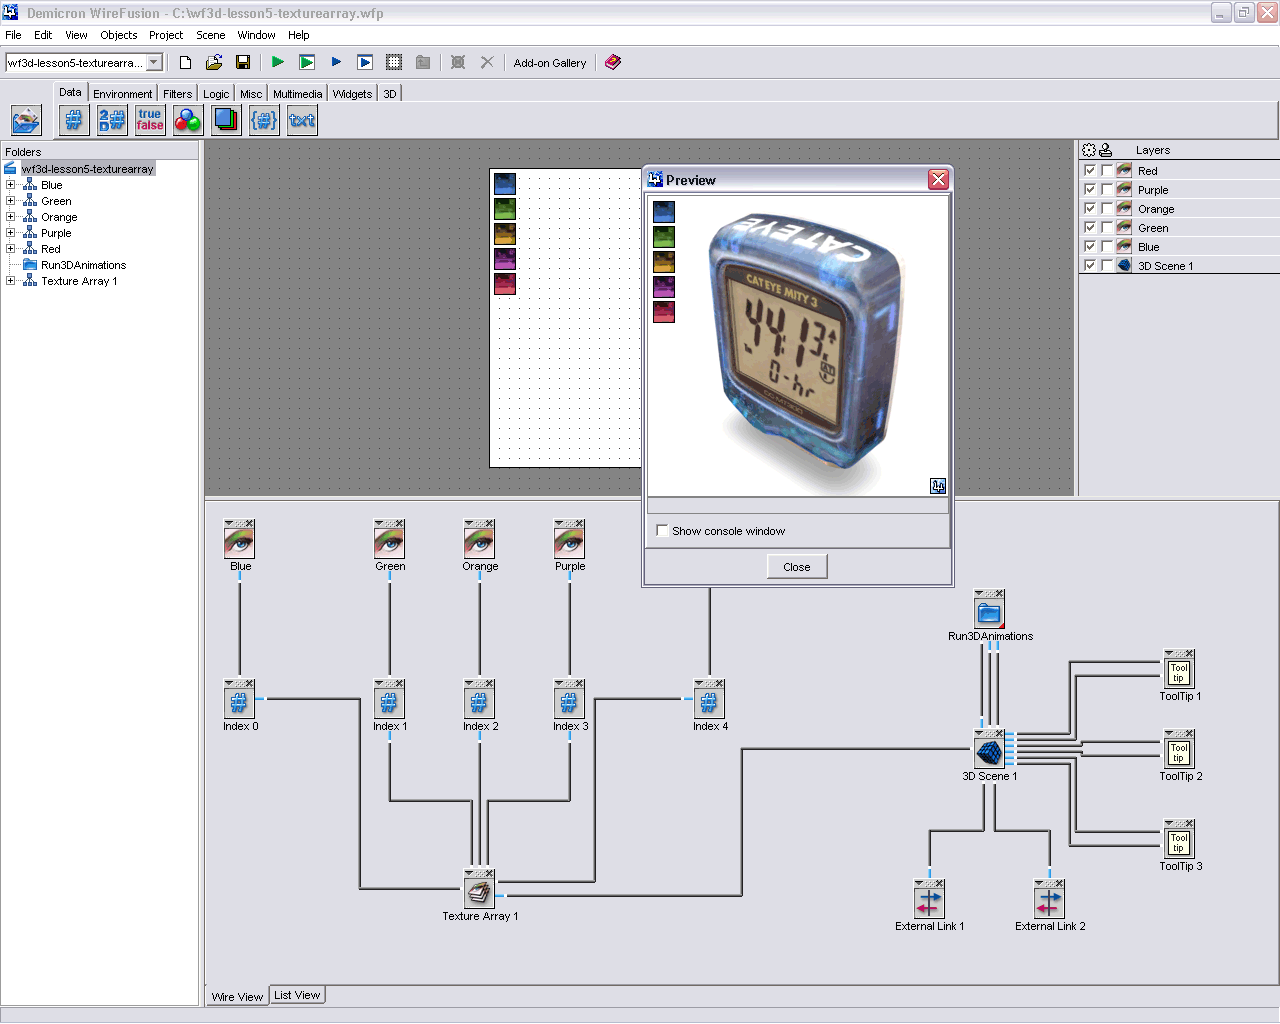 Demicron WireFusion - C:\wf3d-lesson5-texturearray.wfp
File Edit View Objects Project Scene Window Help
wf3d-lesson5-texturearra... Add-on Gallery
Data Environment Filters Logic Misc Multimedia Widgets 3D
# 2D# true false {#} txt
Folders
wf3d-lesson5-texturearray
Blue
Green
Orange
Purple
Red
Run3DAnimations
Texture Array 1
Layers
Red
Purple
Orange
Green
Blue
3D Scene 1
Preview
CATEYE
CATEYE MITY 3
44:13
0-hr
Show console window
Close
Blue Green Orange Purple
Run3DAnimations
Tool tip
ToolTip 1
# # # # #
Index 0 Index 1 Index 2 Index 3 Index 4
Tool tip
3D Scene 1 ToolTip 2
Tool tip
ToolTip 3
Texture Array 1
External Link 1 External Link 2
Wire View List View